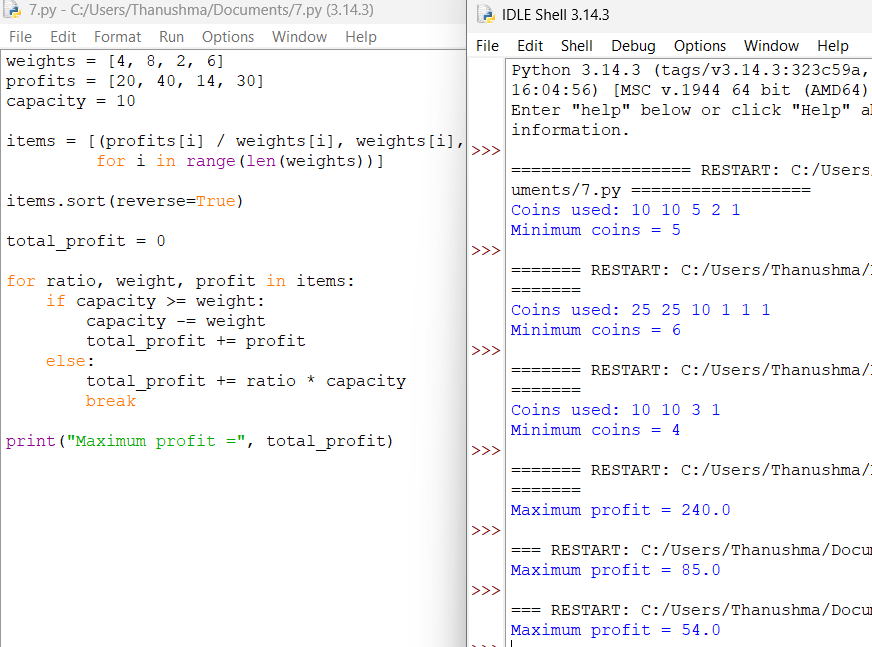 7.py - C:/Users/Thanushma/Documents/7.py (3.14.3)
File Edit Format Run Options Window Help
weights = [4, 8, 2, 6]
profits = [20, 40, 14, 30]
capacity = 10
items = [(profits[i] / weights[i], weights[i],
         for i in range(len(weights))]
items.sort(reverse=True)
total_profit = 0
for ratio, weight, profit in items:
    if capacity >= weight:
        capacity -= weight
        total_profit += profit
    else:
        total_profit += ratio * capacity
        break
print("Maximum profit =", total_profit)
IDLE Shell 3.14.3
File Edit Shell Debug Options Window Help
Python 3.14.3 (tags/v3.14.3:323c59a,
16:04:56) [MSC v.1944 64 bit (AMD64)
Enter "help" below or click "Help" a
information.
>>>
================== RESTART: C:/Users
uments/7.py ==================
Coins used: 10 10 5 2 1
Minimum coins = 5
>>>
======= RESTART: C:/Users/Thanushma/
=======
Coins used: 25 25 10 1 1 1
Minimum coins = 6
>>>
======= RESTART: C:/Users/Thanushma/
=======
Coins used: 10 10 3 1
Minimum coins = 4
>>>
======= RESTART: C:/Users/Thanushma/
=======
Maximum profit = 240.0
>>>
=== RESTART: C:/Users/Thanushma/Docu
Maximum profit = 85.0
>>>
=== RESTART: C:/Users/Thanushma/Docu
Maximum profit = 54.0